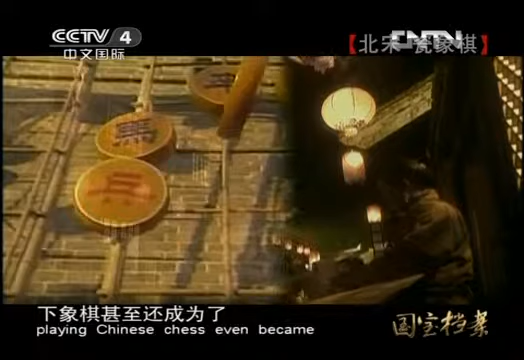 CCTV 4
中文国际
【北宋 瓷象棋】
CNTV
兵
下象棋甚至还成为了
playing Chinese chess even became
国宝档案